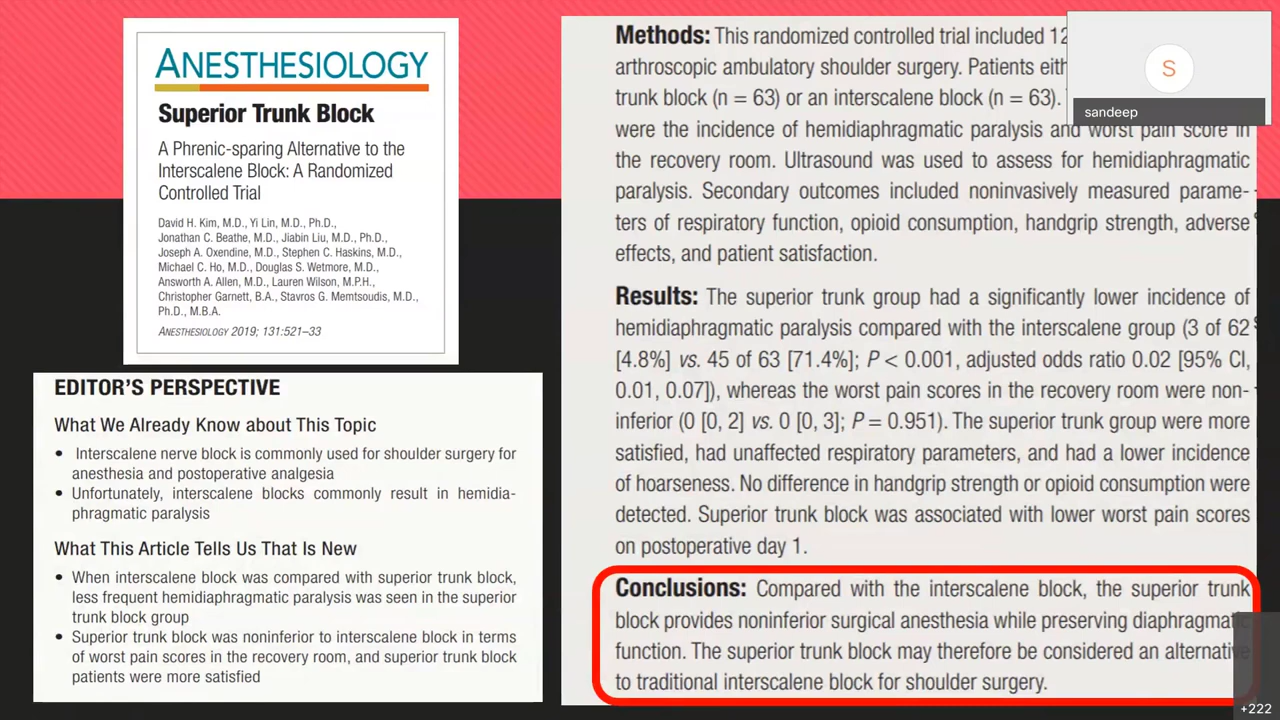 ANESTHESIOLOGY
Superior Trunk Block
A Phrenic-sparing Alternative to the
Interscalene Block: A Randomized
Controlled Trial
David H. Kim, M.D., Yi Lin, M.D., Ph.D.,
Jonathan C. Beathe, M.D., Jiabin Liu, M.D., Ph.D.,
Joseph A. Oxendine, M.D., Stephen C. Haskins, M.D.,
Michael C. Ho, M.D., Douglas S. Wetmore, M.D.,
Answorth A. Allen, M.D., Lauren Wilson, M.P.H.,
Christopher Garnett, B.A., Stavros G. Memtsoudis, M.D.,
Ph.D., M.B.A.
ANESTHESIOLOGY 2019; 131:521–33
EDITOR'S PERSPECTIVE
What We Already Know about This Topic
• Interscalene nerve block is commonly used for shoulder surgery for
anesthesia and postoperative analgesia
• Unfortunately, interscalene blocks commonly result in hemidia-
phragmatic paralysis
What This Article Tells Us That Is New
• When interscalene block was compared with superior trunk block,
less frequent hemidiaphragmatic paralysis was seen in the superior
trunk block group
• Superior trunk block was noninferior to interscalene block in terms
of worst pain scores in the recovery room, and superior trunk block
patients were more satisfied
Methods: This randomized controlled trial included 12
arthroscopic ambulatory shoulder surgery. Patients eith
trunk block (n = 63) or an interscalene block (n = 63).
were the incidence of hemidiaphragmatic paralysis and worst pain score in
the recovery room. Ultrasound was used to assess for hemidiaphragmatic
paralysis. Secondary outcomes included noninvasively measured parame-
ters of respiratory function, opioid consumption, handgrip strength, adverse
effects, and patient satisfaction.
Results: The superior trunk group had a significantly lower incidence of
hemidiaphragmatic paralysis compared with the interscalene group (3 of 62
[4.8%] vs. 45 of 63 [71.4%]; P < 0.001, adjusted odds ratio 0.02 [95% CI,
0.01, 0.07]), whereas the worst pain scores in the recovery room were non-
inferior (0 [0, 2] vs. 0 [0, 3]; P = 0.951). The superior trunk group were more
satisfied, had unaffected respiratory parameters, and had a lower incidence
of hoarseness. No difference in handgrip strength or opioid consumption were
detected. Superior trunk block was associated with lower worst pain scores
on postoperative day 1.
Conclusions: Compared with the interscalene block, the superior trunk
block provides noninferior surgical anesthesia while preserving diaphragmatic
function. The superior trunk block may therefore be considered an alternative
to traditional interscalene block for shoulder surgery.
S
sandeep
+222